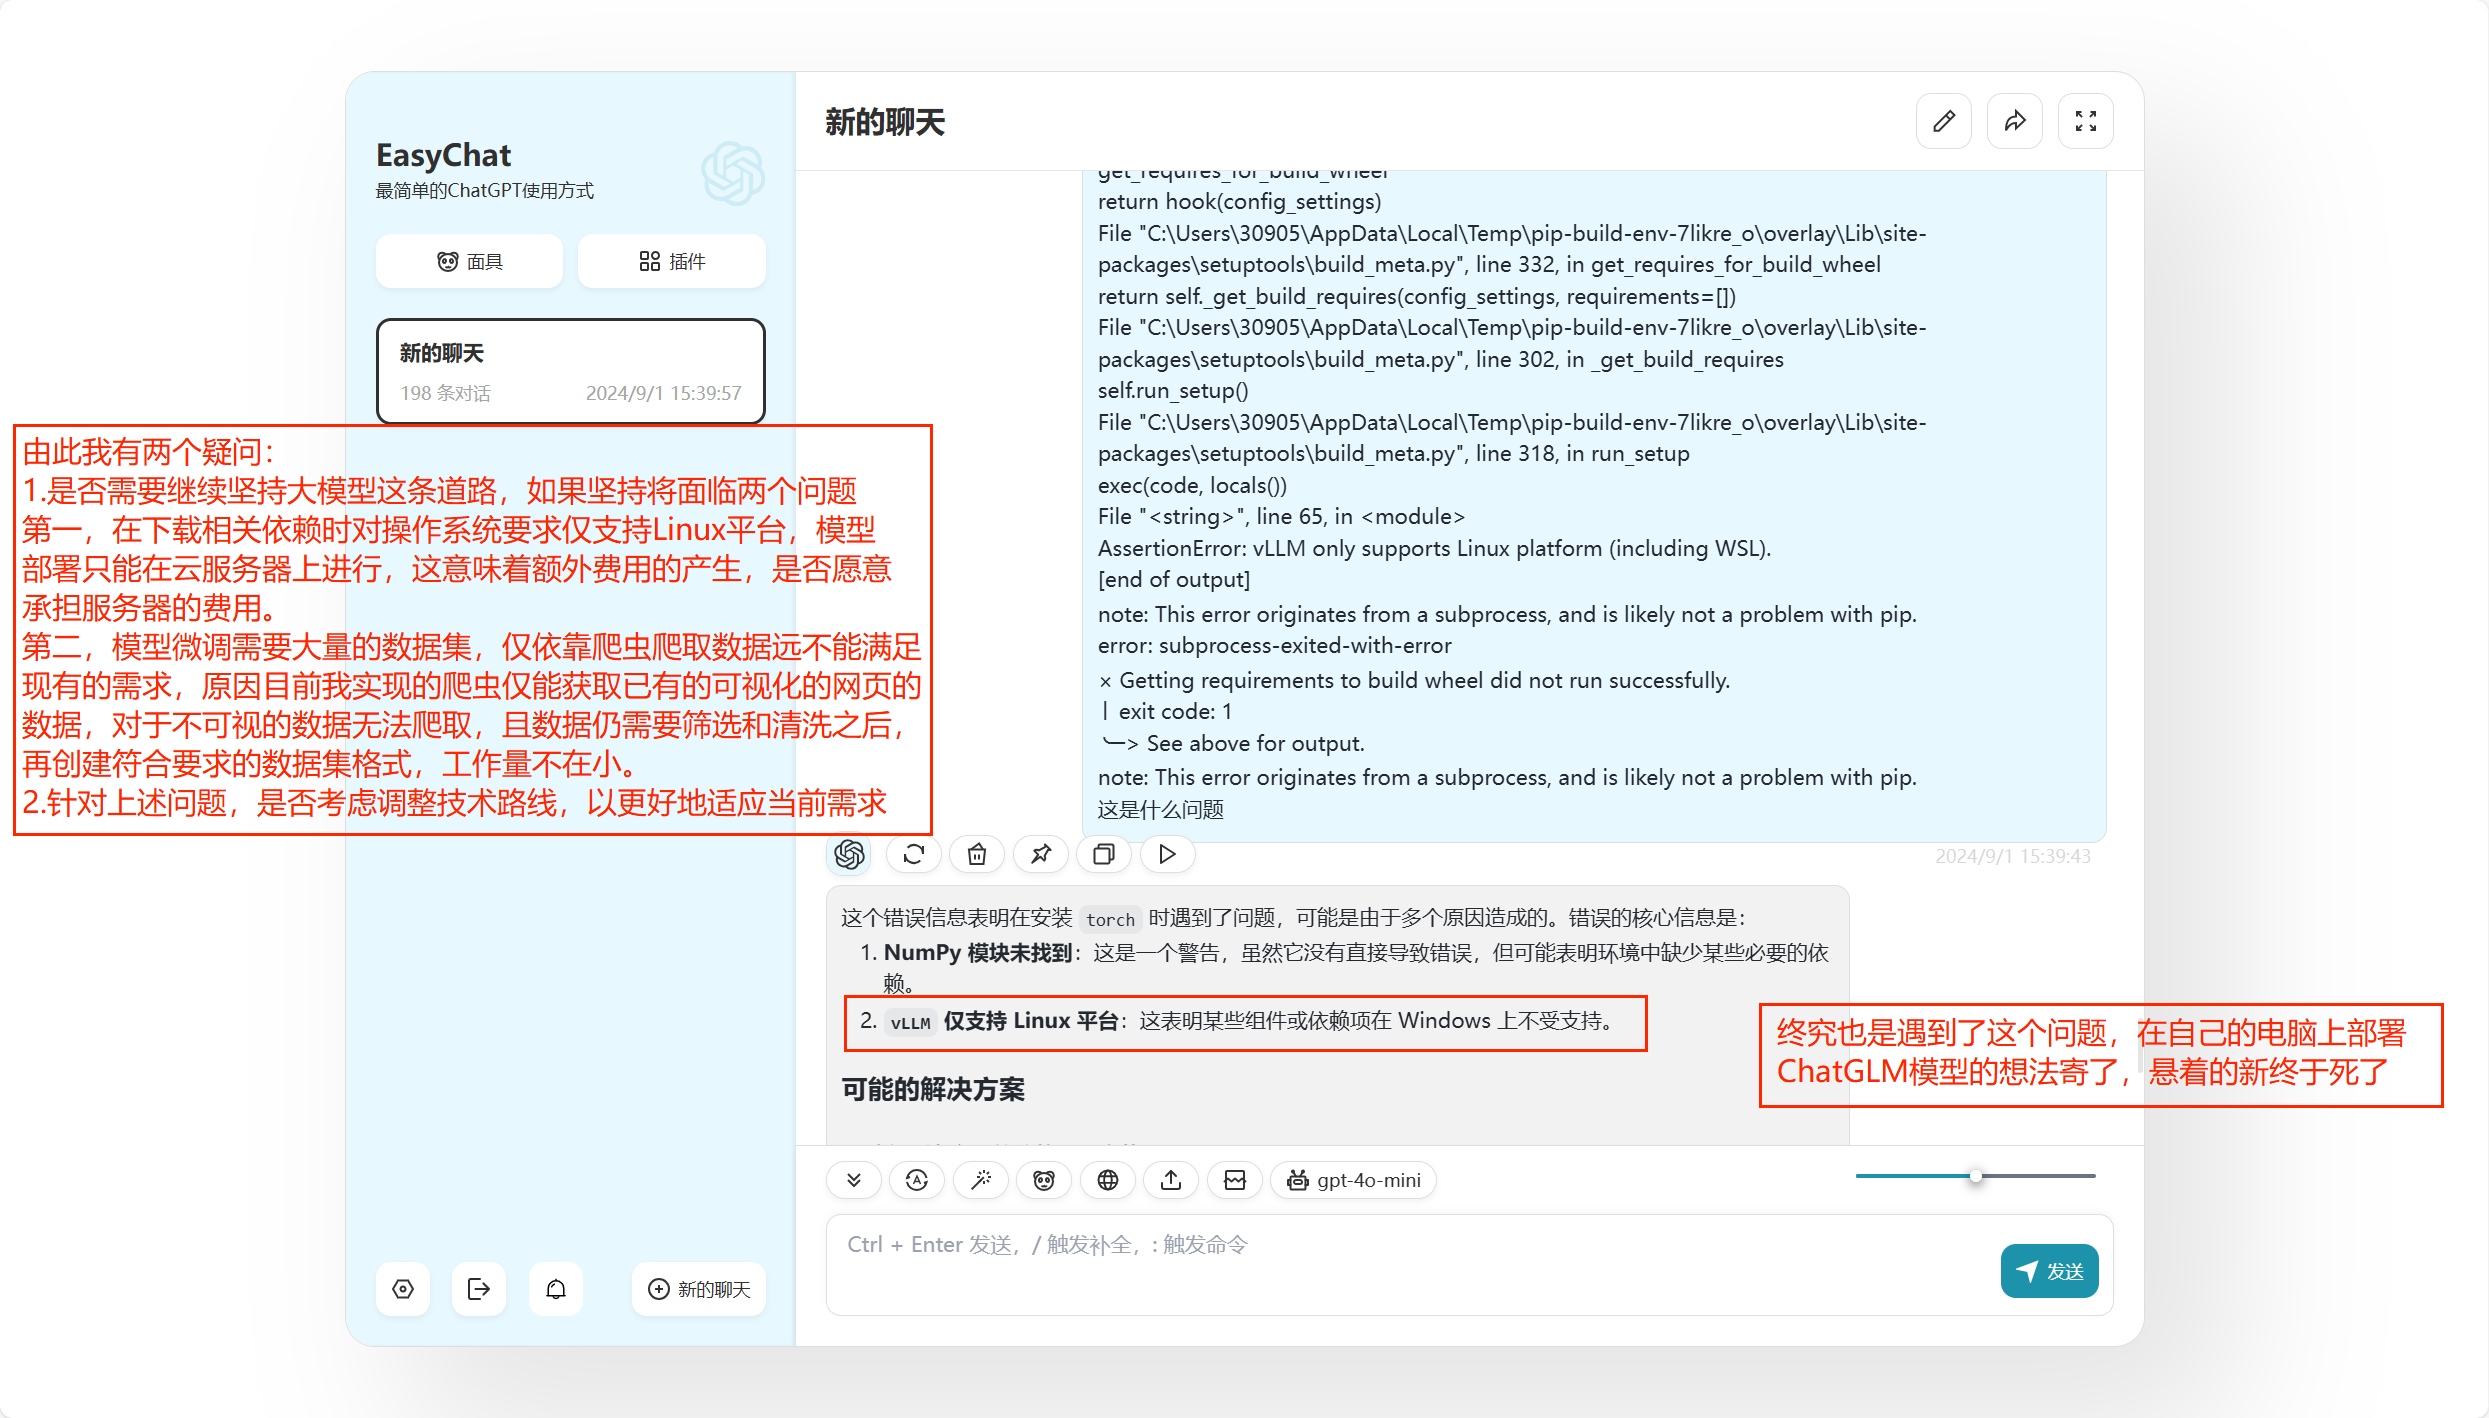 EasyChat
最简单的ChatGPT使用方式
面具
插件
新的聊天
198 条对话
2024/9/1 15:39:57
由此我有两个疑问：
1.是否需要继续坚持大模型这条道路，如果坚持将面临两个问题
第一，在下载相关依赖时对操作系统要求仅支持Linux平台，模型
部署只能在云服务器上进行，这意味着额外费用的产生，是否愿意
承担服务器的费用。
第二，模型微调需要大量的数据集，仅依靠爬虫爬取数据远不能满足
现有的需求，原因目前我实现的爬虫仅能获取已有的可视化的网页的
数据，对于不可视的数据无法爬取，且数据仍需要筛选和清洗之后，
再创建符合要求的数据集格式，工作量不在小。
2.针对上述问题，是否考虑调整技术路线，以更好地适应当前需求
新的聊天
新的聊天
get_requires_for_build_wheel
return hook(config_settings)
File "C:\Users\30905\AppData\Local\Temp\pip-build-env-7likre_o\overlay\Lib\site-
packages\setuptools\build_meta.py", line 332, in get_requires_for_build_wheel
return self._get_build_requires(config_settings, requirements=[])
File "C:\Users\30905\AppData\Local\Temp\pip-build-env-7likre_o\overlay\Lib\site-
packages\setuptools\build_meta.py", line 302, in _get_build_requires
self.run_setup()
File "C:\Users\30905\AppData\Local\Temp\pip-build-env-7likre_o\overlay\Lib\site-
packages\setuptools\build_meta.py", line 318, in run_setup
exec(code, locals())
File "<string>", line 65, in <module>
AssertionError: vLLM only supports Linux platform (including WSL).
[end of output]
note: This error originates from a subprocess, and is likely not a problem with pip.
error: subprocess-exited-with-error
× Getting requirements to build wheel did not run successfully.
│ exit code: 1
╰─> See above for output.
note: This error originates from a subprocess, and is likely not a problem with pip.
这是什么问题
2024/9/1 15:39:43
这个错误信息表明在安装 torch 时遇到了问题，可能是由于多个原因造成的。错误的核心信息是：
1. NumPy 模块未找到：这是一个警告，虽然它没有直接导致错误，但可能表明环境中缺少某些必要的依
赖。
2. vLLM 仅支持 Linux 平台：这表明某些组件或依赖项在 Windows 上不受支持。
可能的解决方案
终究也是遇到了这个问题，在自己的电脑上部署
ChatGLM模型的想法寄了，悬着的新终于死了
gpt-4o-mini
Ctrl + Enter 发送，/ 触发补全，: 触发命令
发送